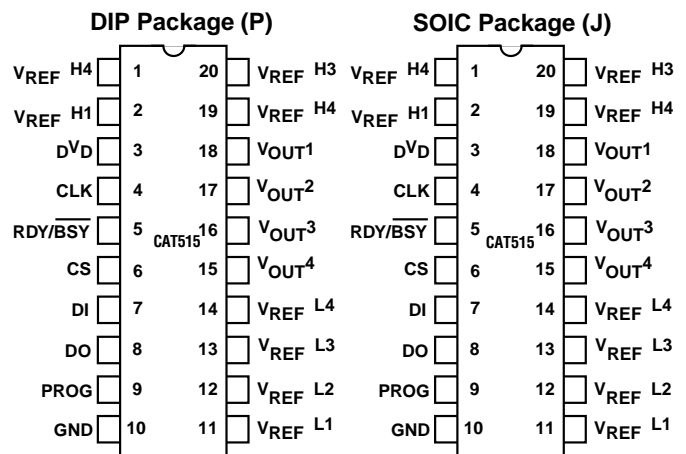 DIP Package (P) SOIC Package (J)
VREF H4 1 20 VREF H3 VREF H4 1 20 VREF H3
VREF H1 2 19 VREF H4 VREF H1 2 19 VREF H4
DVD 3 18 VOUT1 DVD 3 18 VOUT1
CLK 4 17 VOUT2 CLK 4 17 VOUT2
RDY/BSY 5 CAT515 16 VOUT3 RDY/BSY 5 CAT515 16 VOUT3
CS 6 15 VOUT4 CS 6 15 VOUT4
DI 7 14 VREF L4 DI 7 14 VREF L4
DO 8 13 VREF L3 DO 8 13 VREF L3
PROG 9 12 VREF L2 PROG 9 12 VREF L2
GND 10 11 VREF L1 GND 10 11 VREF L1